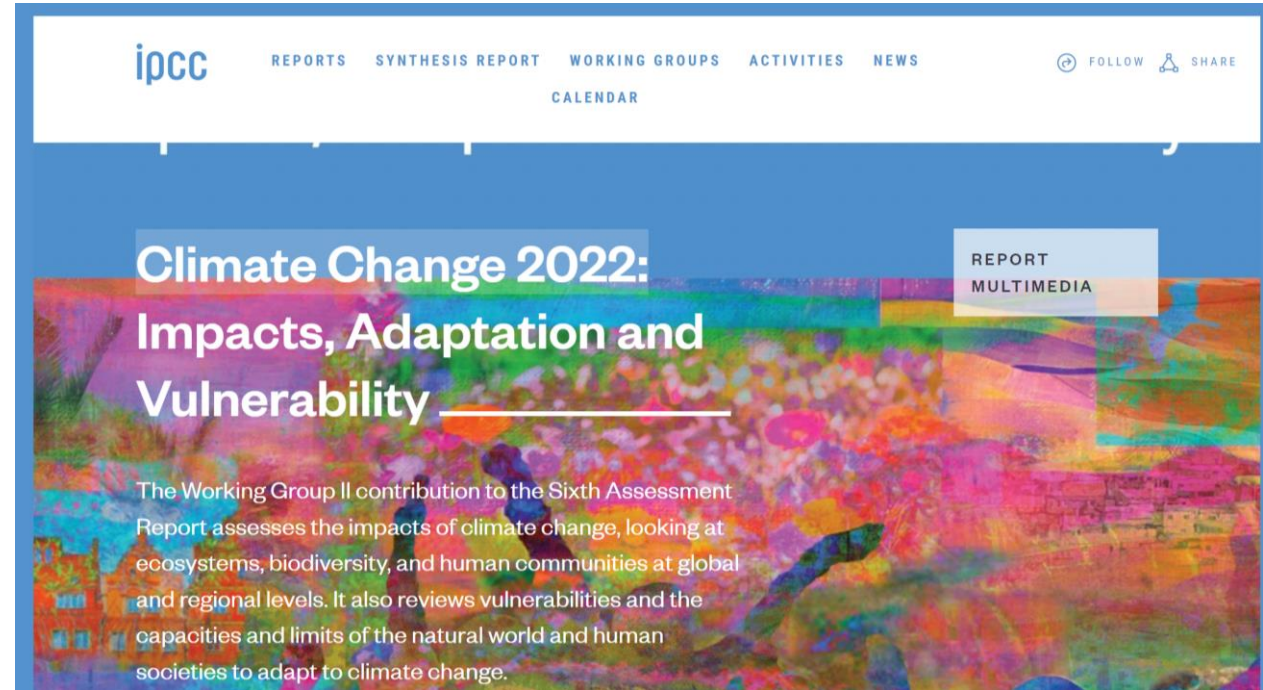 ipcc
REPORTS SYNTHESIS REPORT WORKING GROUPS ACTIVITIES NEWS
CALENDAR
FOLLOW SHARE
Climate Change 2022:
Impacts, Adaptation and
Vulnerability
REPORT
MULTIMEDIA
The Working Group II contribution to the Sixth Assessment
Report assesses the impacts of climate change, looking at
ecosystems, biodiversity, and human communities at global
and regional levels. It also reviews vulnerabilities and the
capacities and limits of the natural world and human
societies to adapt to climate change.